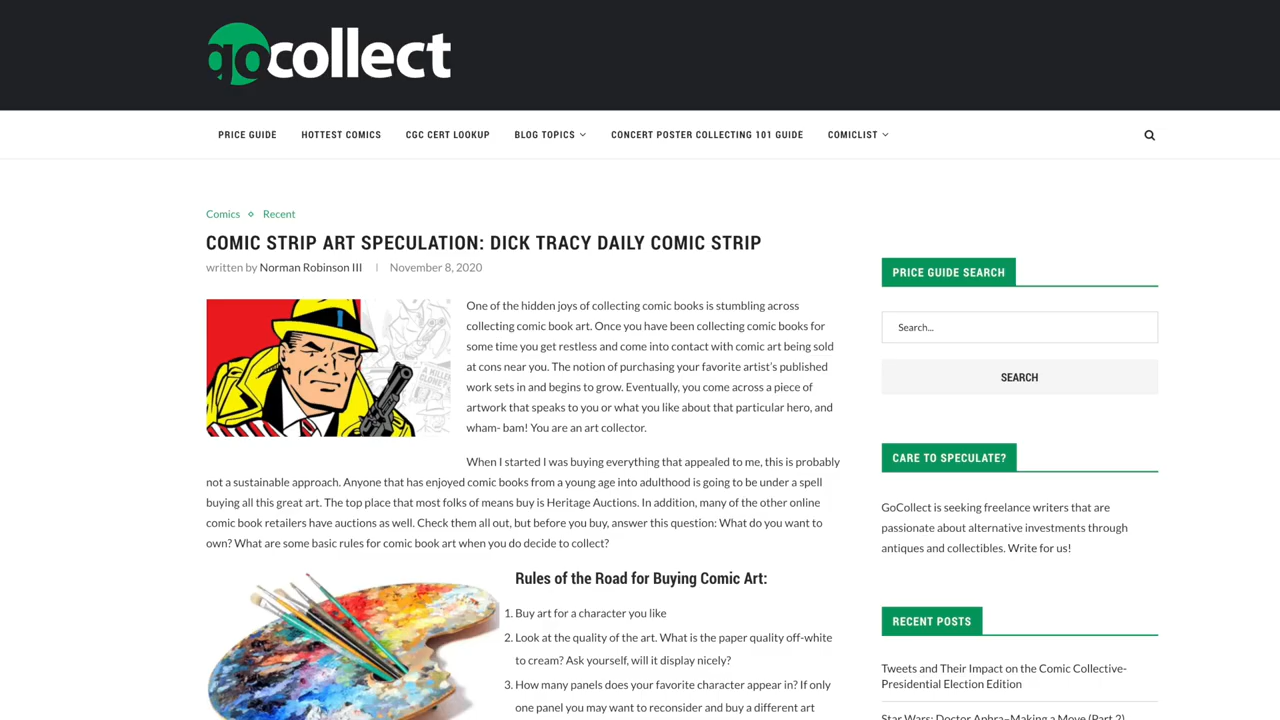 gocollect
PRICE GUIDE
HOTTEST COMICS
CGC CERT LOOKUP
BLOG TOPICS
CONCERT POSTER COLLECTING 101 GUIDE
COMICLIST
Comics
Recent
COMIC STRIP ART SPECULATION: DICK TRACY DAILY COMIC STRIP
written by Norman Robinson III
November 8, 2020
One of the hidden joys of collecting comic books is stumbling across
collecting comic book art. Once you have been collecting comic books for
some time you get restless and come into contact with comic art being sold
at cons near you. The notion of purchasing your favorite artist's published
work sets in and begins to grow. Eventually, you come across a piece of
artwork that speaks to you or what you like about that particular hero, and
wham- bam! You are an art collector.
When I started I was buying everything that appealed to me, this is probably
not a sustainable approach. Anyone that has enjoyed comic books from a young age into adulthood is going to be under a spell
buying all this great art. The top place that most folks of means buy is Heritage Auctions. In addition, many of the other online
comic book retailers have auctions as well. Check them all out, but before you buy, answer this question: What do you want to
own? What are some basic rules for comic book art when you do decide to collect?
Rules of the Road for Buying Comic Art:
1. Buy art for a character you like
2. Look at the quality of the art. What is the paper quality off-white
to cream? Ask yourself, will it display nicely?
3. How many panels does your favorite character appear in? If only
one panel you may want to reconsider and buy a different art
PRICE GUIDE SEARCH
Search...
SEARCH
CARE TO SPECULATE?
GoCollect is seeking freelance writers that are
passionate about alternative investments through
antiques and collectibles. Write for us!
RECENT POSTS
Tweets and Their Impact on the Comic Collective-
Presidential Election Edition
Star Wars: Doctor Aphra–Making a Move (Part 2)